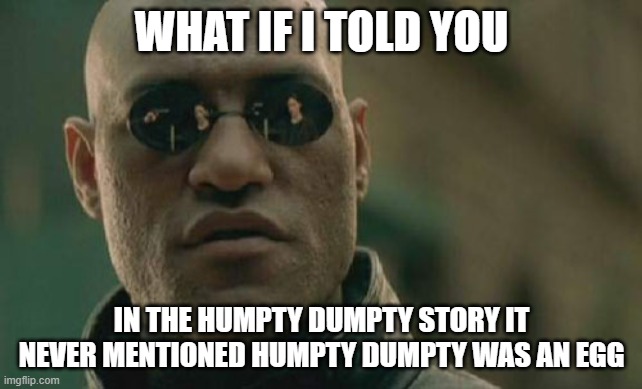 WHAT IF I TOLD YOU
IN THE HUMPTY DUMPTY STORY IT
NEVER MENTIONED HUMPTY DUMPTY WAS AN EGG
imgflip.com